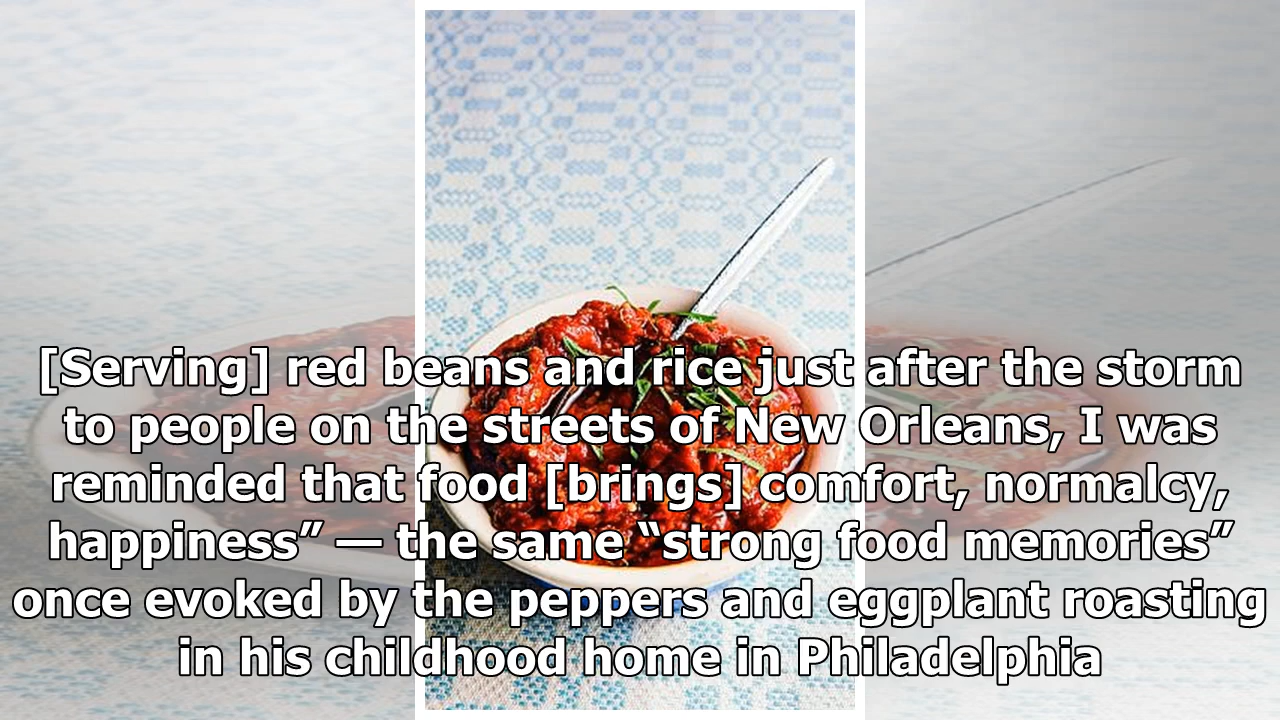 [Serving] red beans and rice just after the storm
to people on the streets of New Orleans, I was
reminded that food [brings] comfort, normalcy,
happiness” — the same “strong food memories”
once evoked by the peppers and eggplant roasting
in his childhood home in Philadelphia